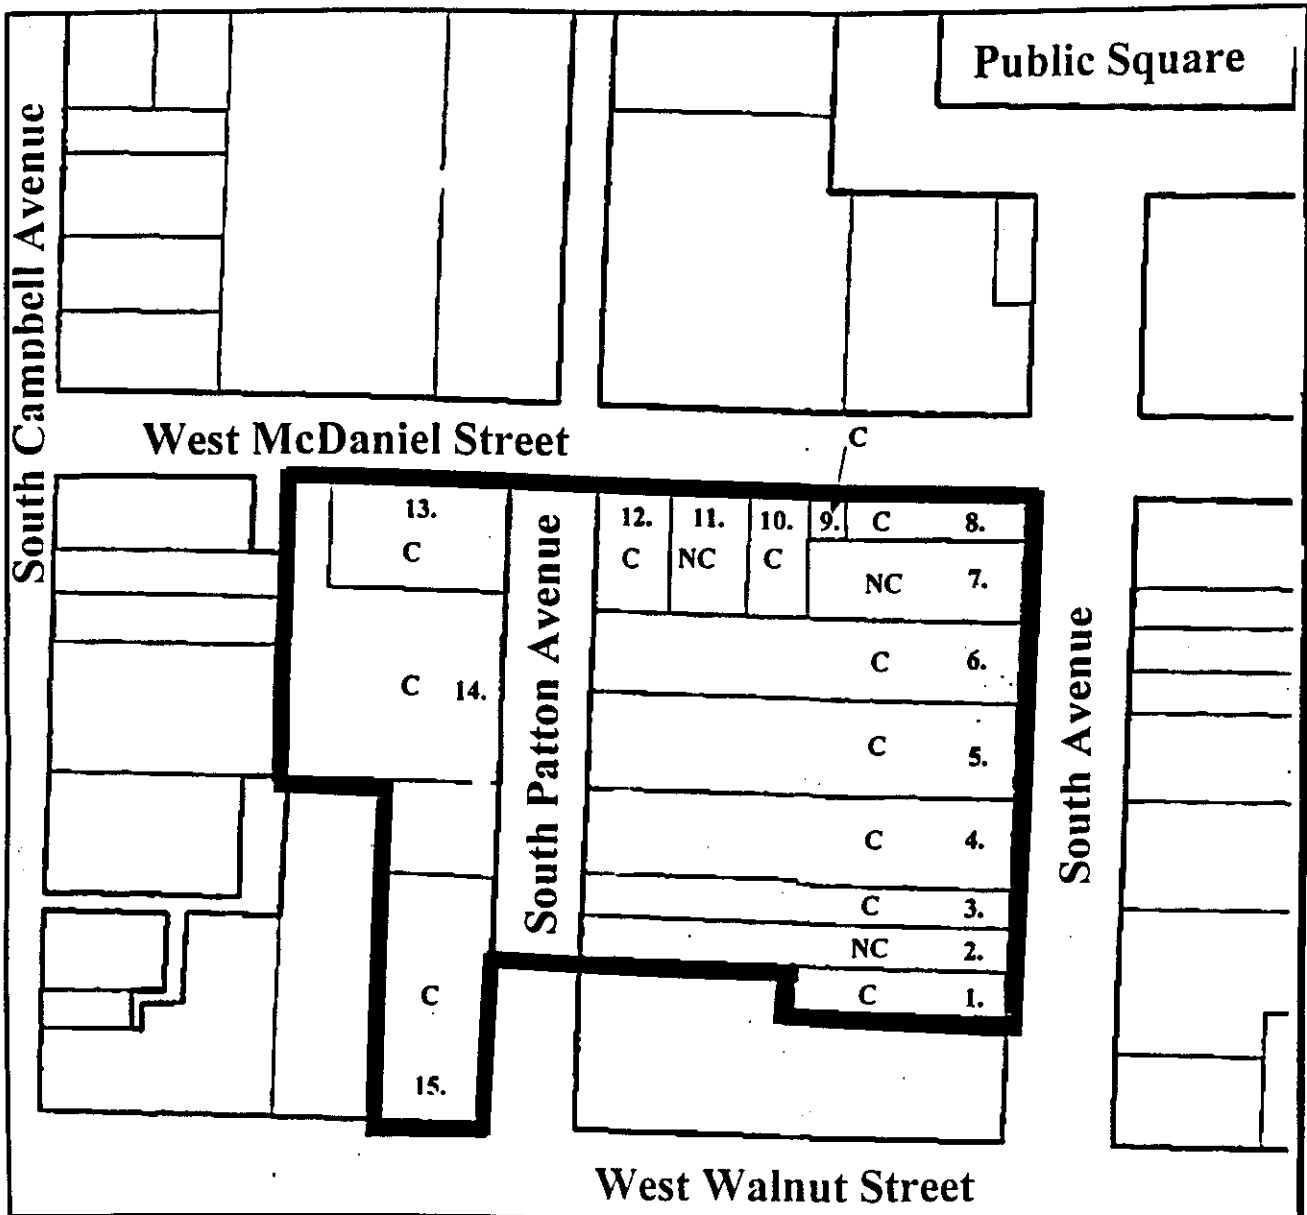 Public Square
South Campbell Avenue
West McDaniel Street
C
13.
C
12.
C
11.
NC
10.
C
9.
C 8.
NC 7.
C 6.
C 5.
C 4.
C 3.
NC 2.
C 1.
C 14.
South Patton Avenue
South Avenue
C
15.
West Walnut Street